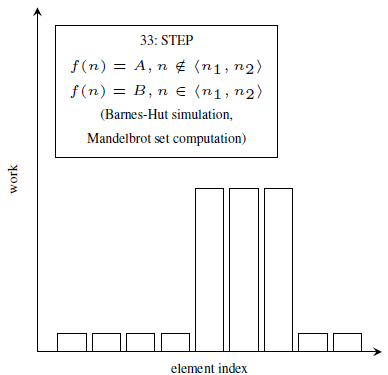 33: STEP
f(n) = A, n ∉ ⟨n₁, n₂⟩
f(n) = B, n ∈ ⟨n₁, n₂⟩
(Barnes-Hut simulation,
Mandelbrot set computation)
work
element index